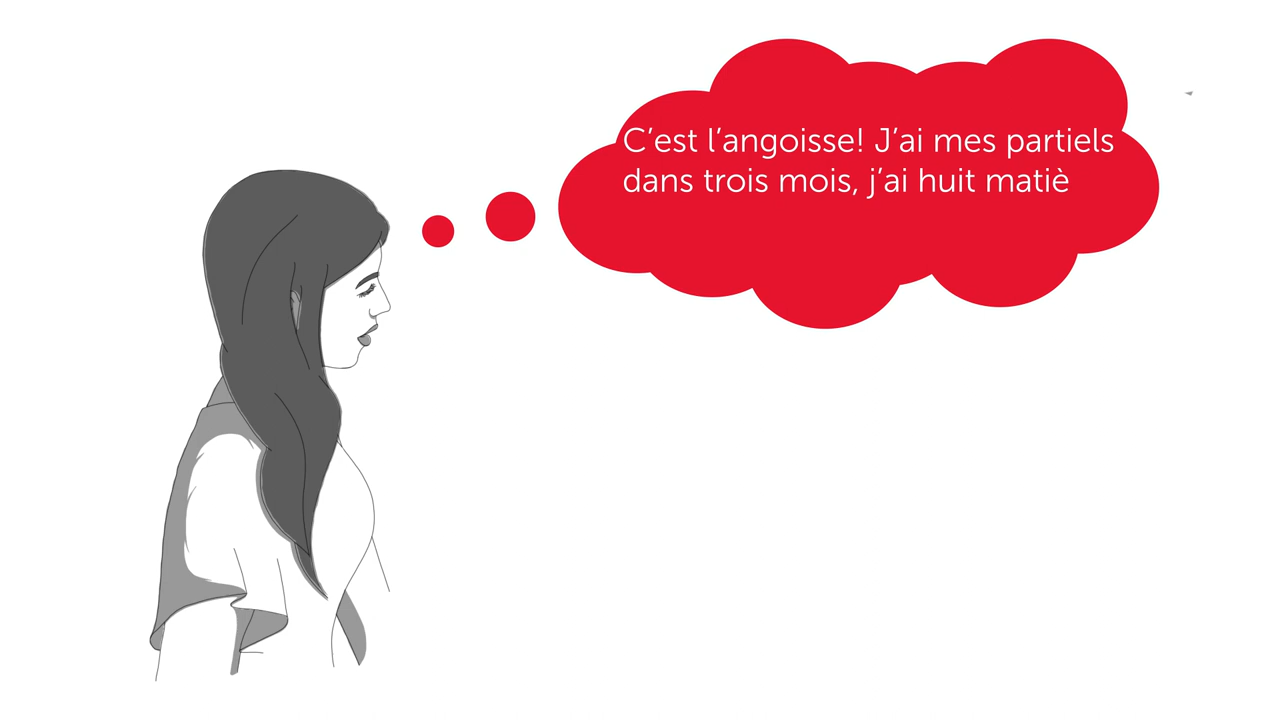 C’est l’angoisse! J’ai mes partiels
dans trois mois, j’ai huit matiè